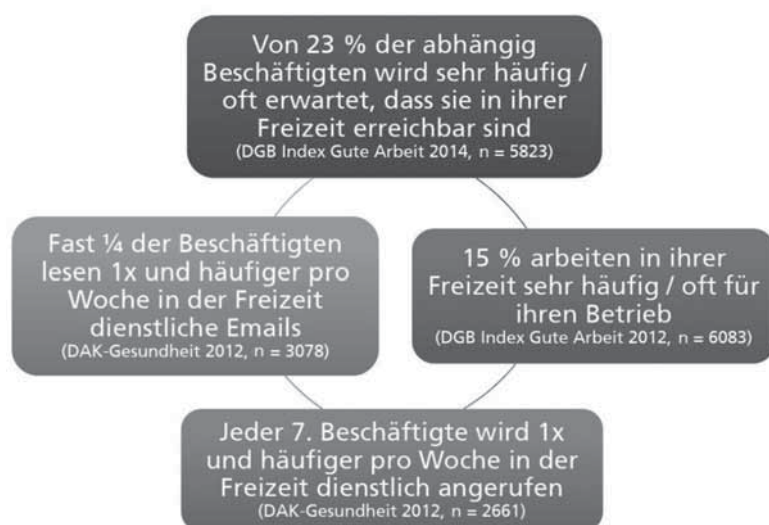 Von 23 % der abhängig
Beschäftigten wird sehr häufig /
oft erwartet, dass sie in ihrer
Freizeit erreichbar sind
(DGB Index Gute Arbeit 2014, n = 5823)
Fast ¼ der Beschäftigten
lesen 1x und häufiger pro
Woche in der Freizeit
dienstliche Emails
(DAK-Gesundheit 2012, n = 3078)
15 % arbeiten in ihrer
Freizeit sehr häufig / oft für
ihren Betrieb
(DGB Index Gute Arbeit 2012, n = 6083)
Jeder 7. Beschäftigte wird 1x
und häufiger pro Woche in der
Freizeit dienstlich angerufen
(DAK-Gesundheit 2012, n = 2661)